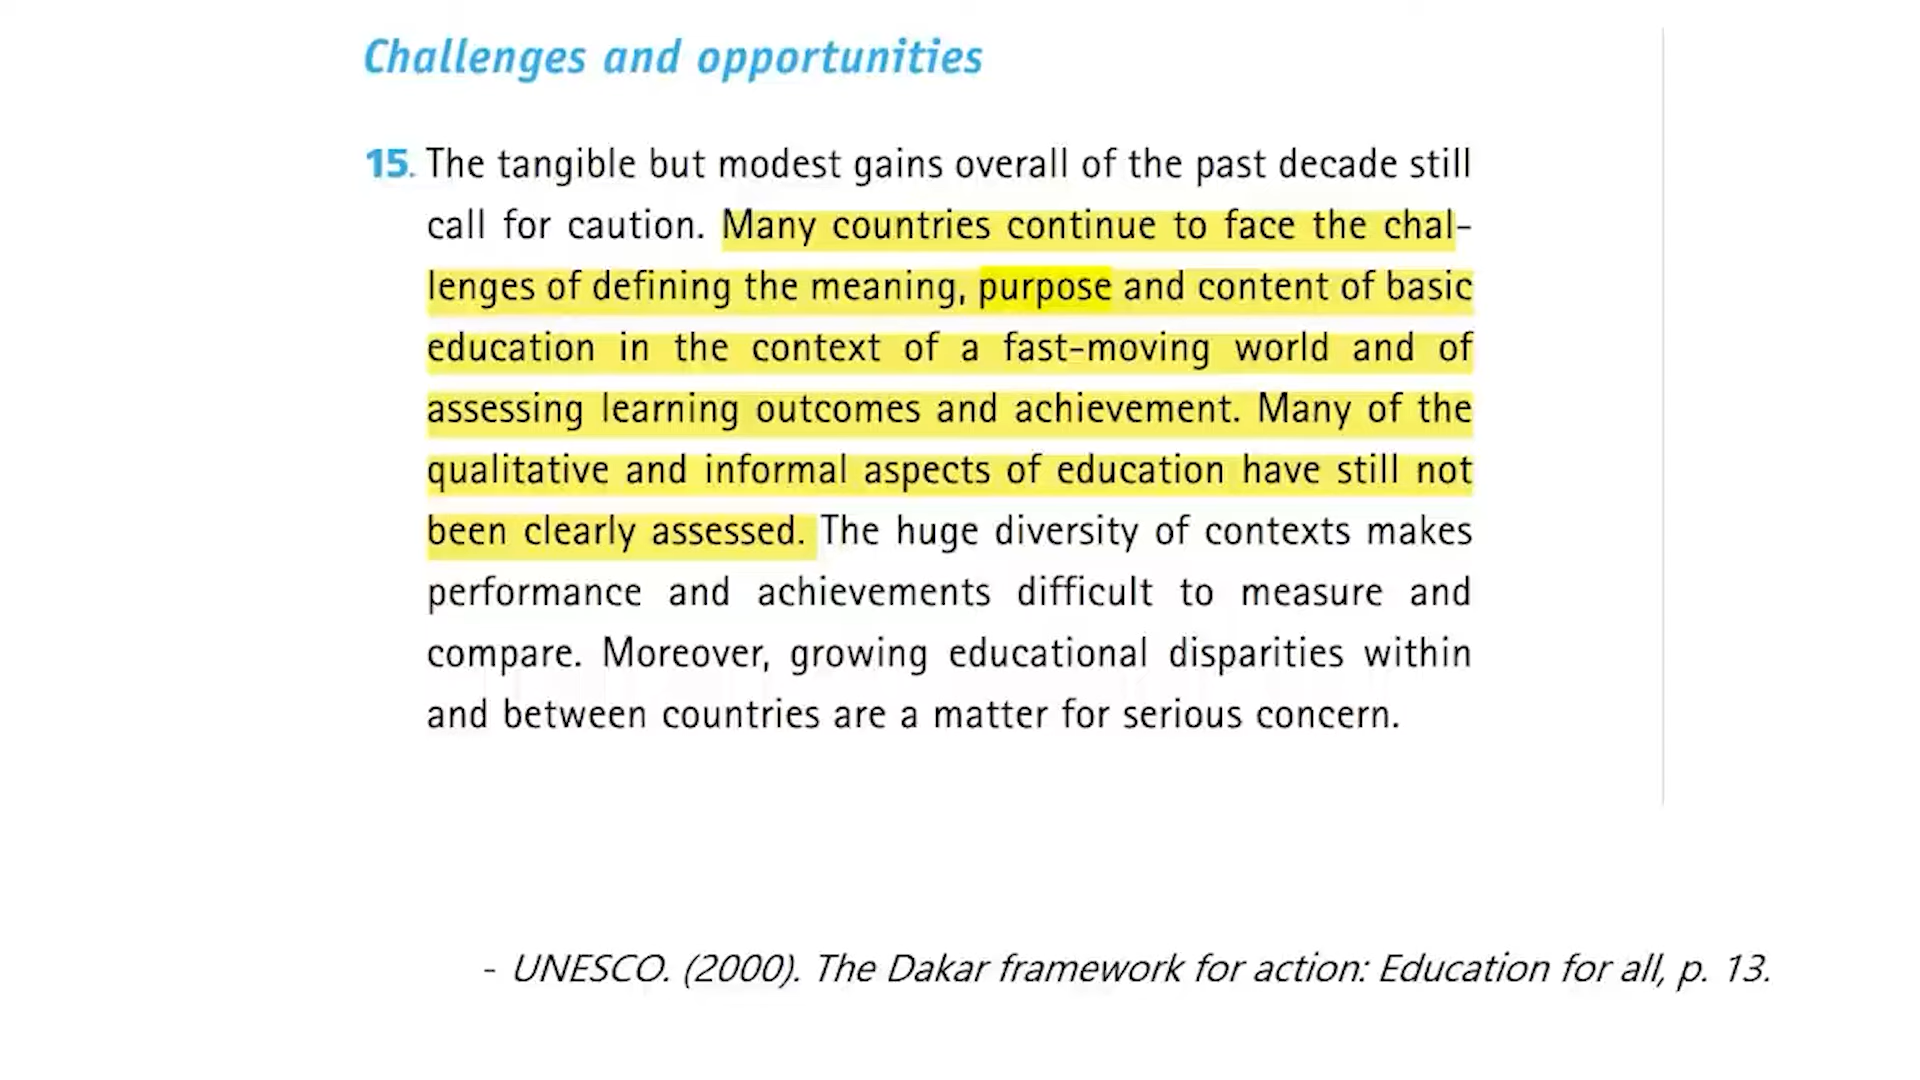 Challenges and opportunities
15. The tangible but modest gains overall of the past decade still
call for caution. Many countries continue to face the chal-
lenges of defining the meaning, purpose and content of basic
education in the context of a fast-moving world and of
assessing learning outcomes and achievement. Many of the
qualitative and informal aspects of education have still not
been clearly assessed. The huge diversity of contexts makes
performance and achievements difficult to measure and
compare. Moreover, growing educational disparities within
and between countries are a matter for serious concern.
- UNESCO. (2000). The Dakar framework for action: Education for all, p. 13.